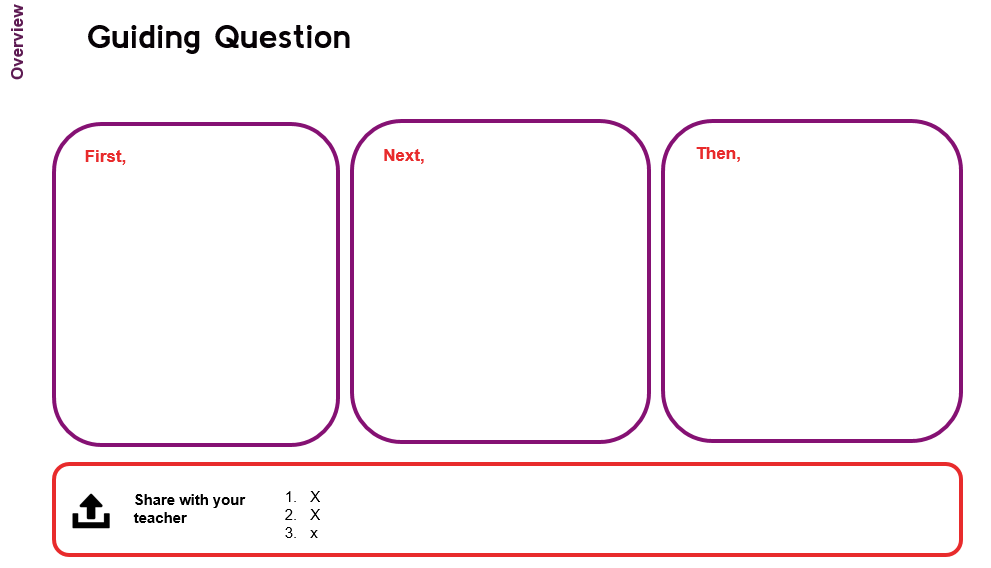 Overview
Guiding Question
First,
Next,
Then,
Share with your
teacher
1. X
2. X
3. x